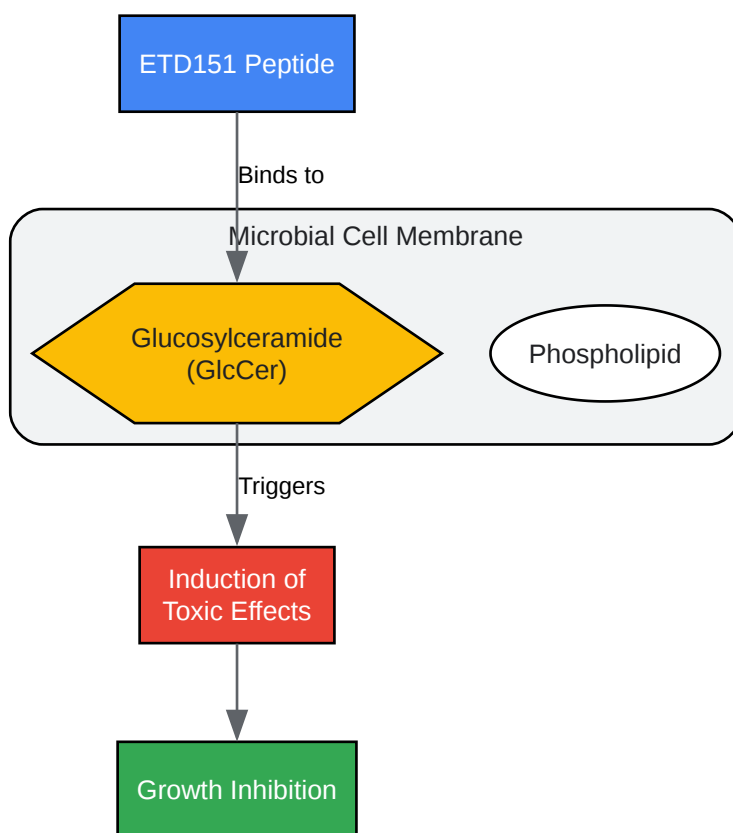 ETD151 Peptide
Binds to
Microbial Cell Membrane
Glucosylceramide
(GlcCer)
Phospholipid
Triggers
Induction of
Toxic Effects
Growth Inhibition